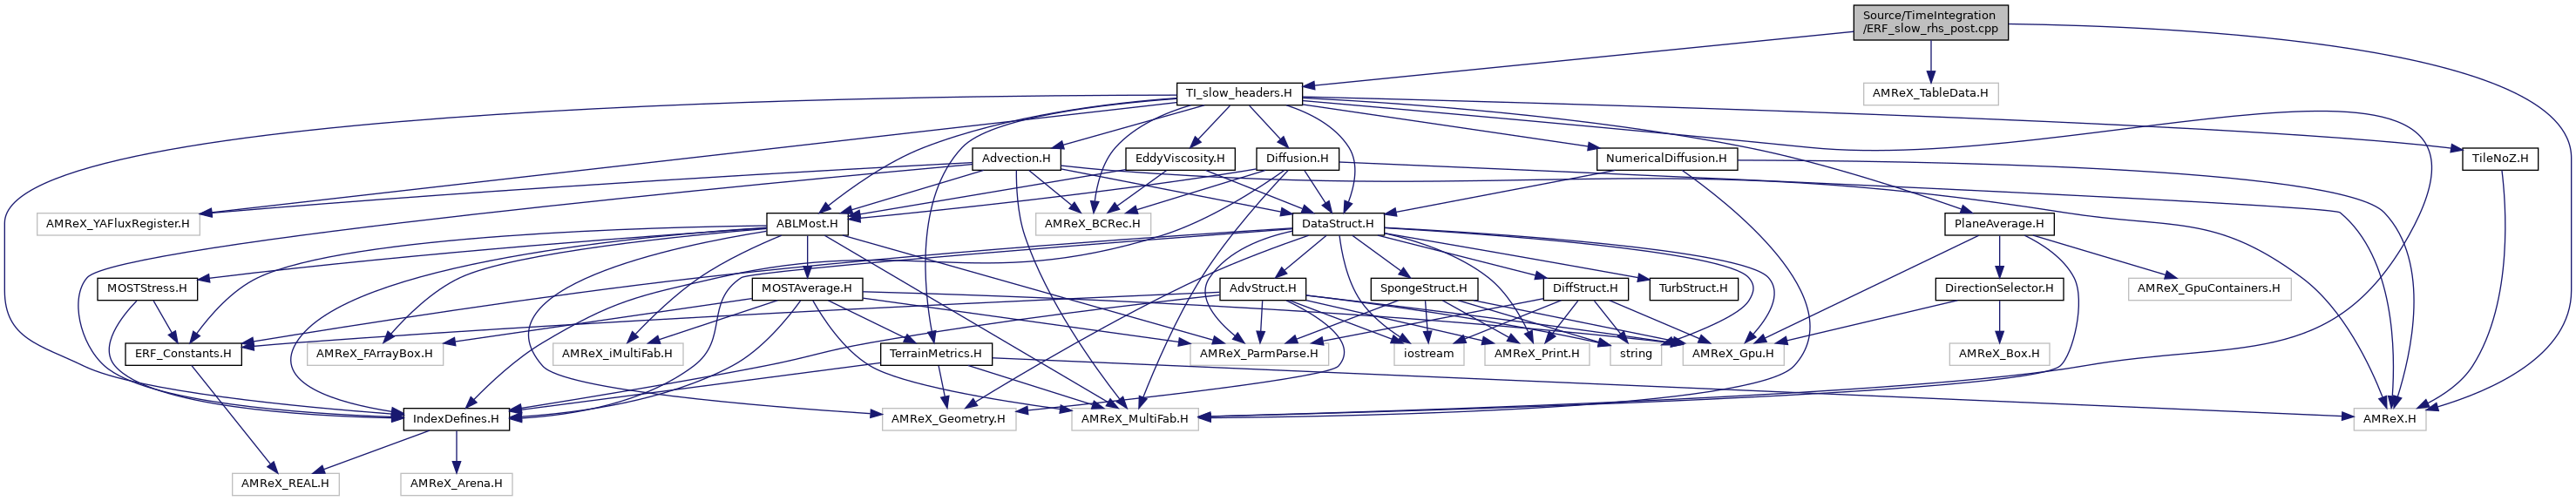 Source/TimeIntegration
/ERF_slow_rhs_post.cpp
TI_slow_headers.H
AMReX_TableData.H
Advection.H
EddyViscosity.H
Diffusion.H
NumericalDiffusion.H
TileNoZ.H
AMReX_YAFluxRegister.H
ABLMost.H
AMReX_BCRec.H
DataStruct.H
PlaneAverage.H
MOSTStress.H
MOSTAverage.H
AdvStruct.H
SpongeStruct.H
DiffStruct.H
TurbStruct.H
DirectionSelector.H
AMReX_GpuContainers.H
ERF_Constants.H
AMReX_FArrayBox.H
AMReX_iMultiFab.H
TerrainMetrics.H
AMReX_ParmParse.H
iostream
AMReX_Print.H
string
AMReX_Gpu.H
AMReX_Box.H
IndexDefines.H
AMReX_Geometry.H
AMReX_MultiFab.H
AMReX.H
AMReX_REAL.H
AMReX_Arena.H